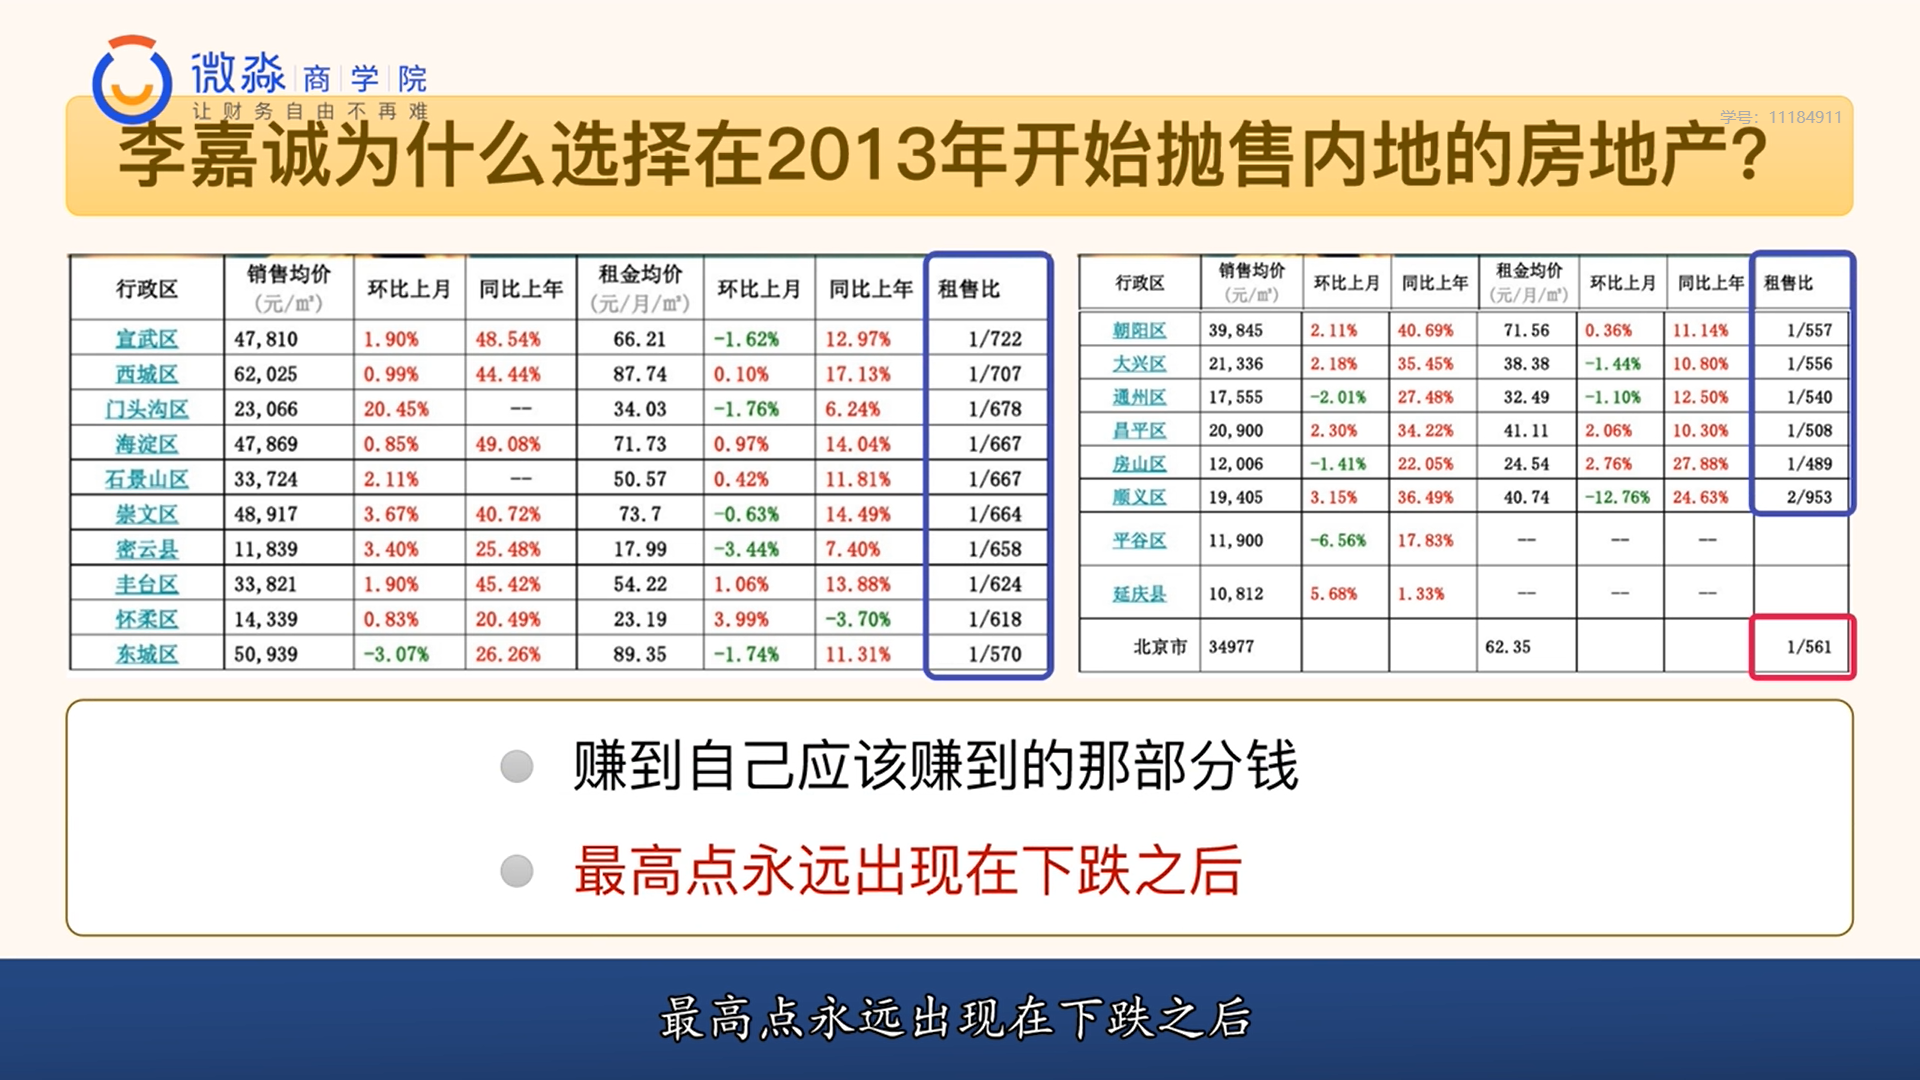 微淼 商学院
让财务自由不再难
学号：11184911
李嘉诚为什么选择在2013年开始抛售内地的房地产？
行政区 销售均价（元/㎡） 环比上月 同比上年 租金均价（元/月/㎡） 环比上月 同比上年 租售比
宣武区 47,810 1.90% 48.54% 66.21 -1.62% 12.97% 1/722
西城区 62,025 0.99% 44.44% 87.74 0.10% 17.13% 1/707
门头沟区 23,066 20.45% -- 34.03 -1.76% 6.24% 1/678
海淀区 47,869 0.85% 49.08% 71.73 0.97% 14.04% 1/667
石景山区 33,724 2.11% -- 50.57 0.42% 11.81% 1/667
崇文区 48,917 3.67% 40.72% 73.7 -0.63% 14.49% 1/664
密云县 11,839 3.40% 25.48% 17.99 -3.44% 7.40% 1/658
丰台区 33,821 1.90% 45.42% 54.22 1.06% 13.88% 1/624
怀柔区 14,339 0.83% 20.49% 23.19 3.99% -3.70% 1/618
东城区 50,939 -3.07% 26.26% 89.35 -1.74% 11.31% 1/570
行政区 销售均价（元/㎡） 环比上月 同比上年 租金均价（元/月/㎡） 环比上月 同比上年 租售比
朝阳区 39,845 2.11% 40.69% 71.56 0.36% 11.14% 1/557
大兴区 21,336 2.18% 35.45% 38.38 -1.44% 10.80% 1/556
通州区 17,555 -2.01% 27.48% 32.49 -1.10% 12.50% 1/540
昌平区 20,900 2.30% 34.22% 41.11 2.06% 10.30% 1/508
房山区 12,006 -1.41% 22.05% 24.54 2.76% 27.88% 1/489
顺义区 19,405 3.15% 36.49% 40.74 -12.76% 24.63% 2/953
平谷区 11,900 -6.56% 17.83% -- -- --
延庆县 10,812 5.68% 1.33% -- -- --
北京市 34977 62.35 1/561
赚到自己应该赚到的那部分钱
最高点永远出现在下跌之后
最高点永远出现在下跌之后